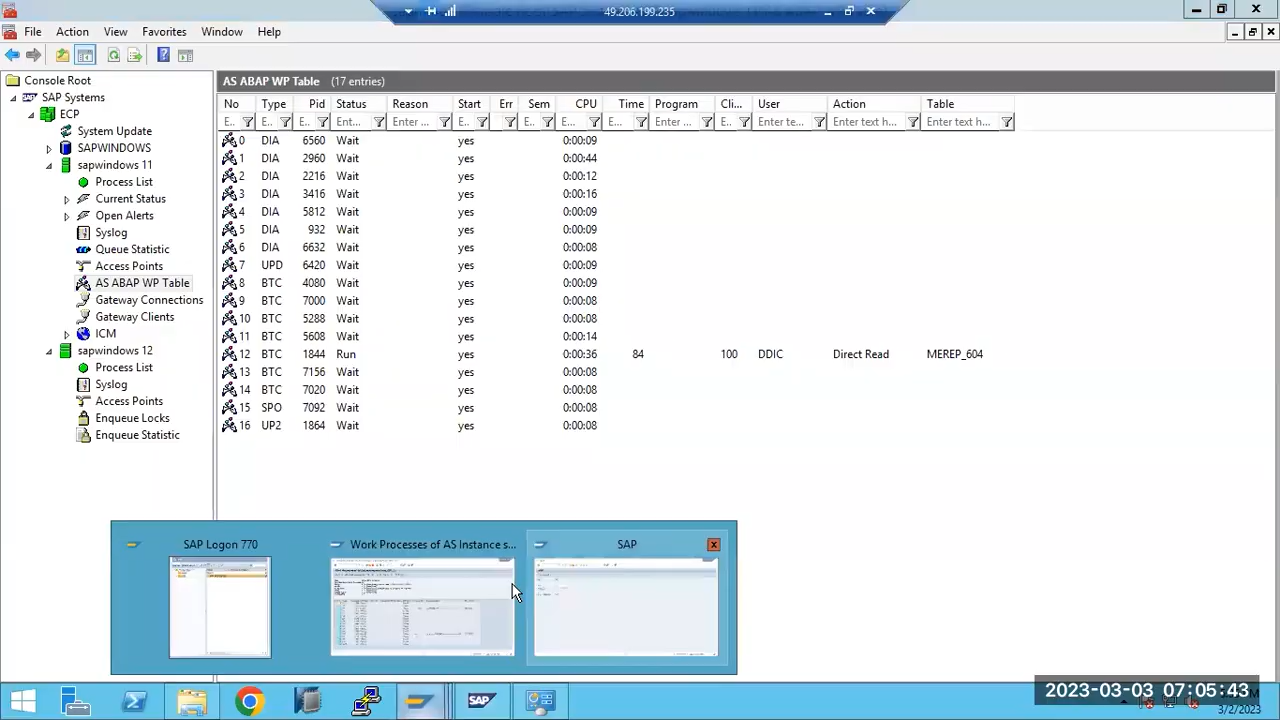 49.206.199.235
File Action View Favorites Window Help
Console Root
SAP Systems
ECP
System Update
SAPWINDOWS
sapwindows 11
Process List
Current Status
Open Alerts
Syslog
Queue Statistic
Access Points
AS ABAP WP Table
Gateway Connections
Gateway Clients
ICM
sapwindows 12
Process List
Syslog
Access Points
Enqueue Locks
Enqueue Statistic
AS ABAP WP Table (17 entries)
No Type Pid Status Reason Start Err Sem CPU Time Program Cli... User Action Table
E... E... E... Ent... Enter ... E... E... E... E... Enter ... E... Enter te... Enter text h... Enter text h...
0 DIA 6560 Wait yes 0:00:09
1 DIA 2960 Wait yes 0:00:44
2 DIA 2216 Wait yes 0:00:12
3 DIA 3416 Wait yes 0:00:16
4 DIA 5812 Wait yes 0:00:09
5 DIA 932 Wait yes 0:00:09
6 DIA 6632 Wait yes 0:00:08
7 UPD 6420 Wait yes 0:00:09
8 BTC 4080 Wait yes 0:00:09
9 BTC 7000 Wait yes 0:00:08
10 BTC 5288 Wait yes 0:00:08
11 BTC 5608 Wait yes 0:00:14
12 BTC 1844 Run yes 0:00:36 84 100 DDIC Direct Read MEREP_604
13 BTC 7156 Wait yes 0:00:08
14 BTC 7020 Wait yes 0:00:08
15 SPO 7092 Wait yes 0:00:08
16 UP2 1864 Wait yes 0:00:08
SAP Logon 770
Work Processes of AS Instance s...
SAP
SAP
2023-03-03 07:05:43
3/2/2023